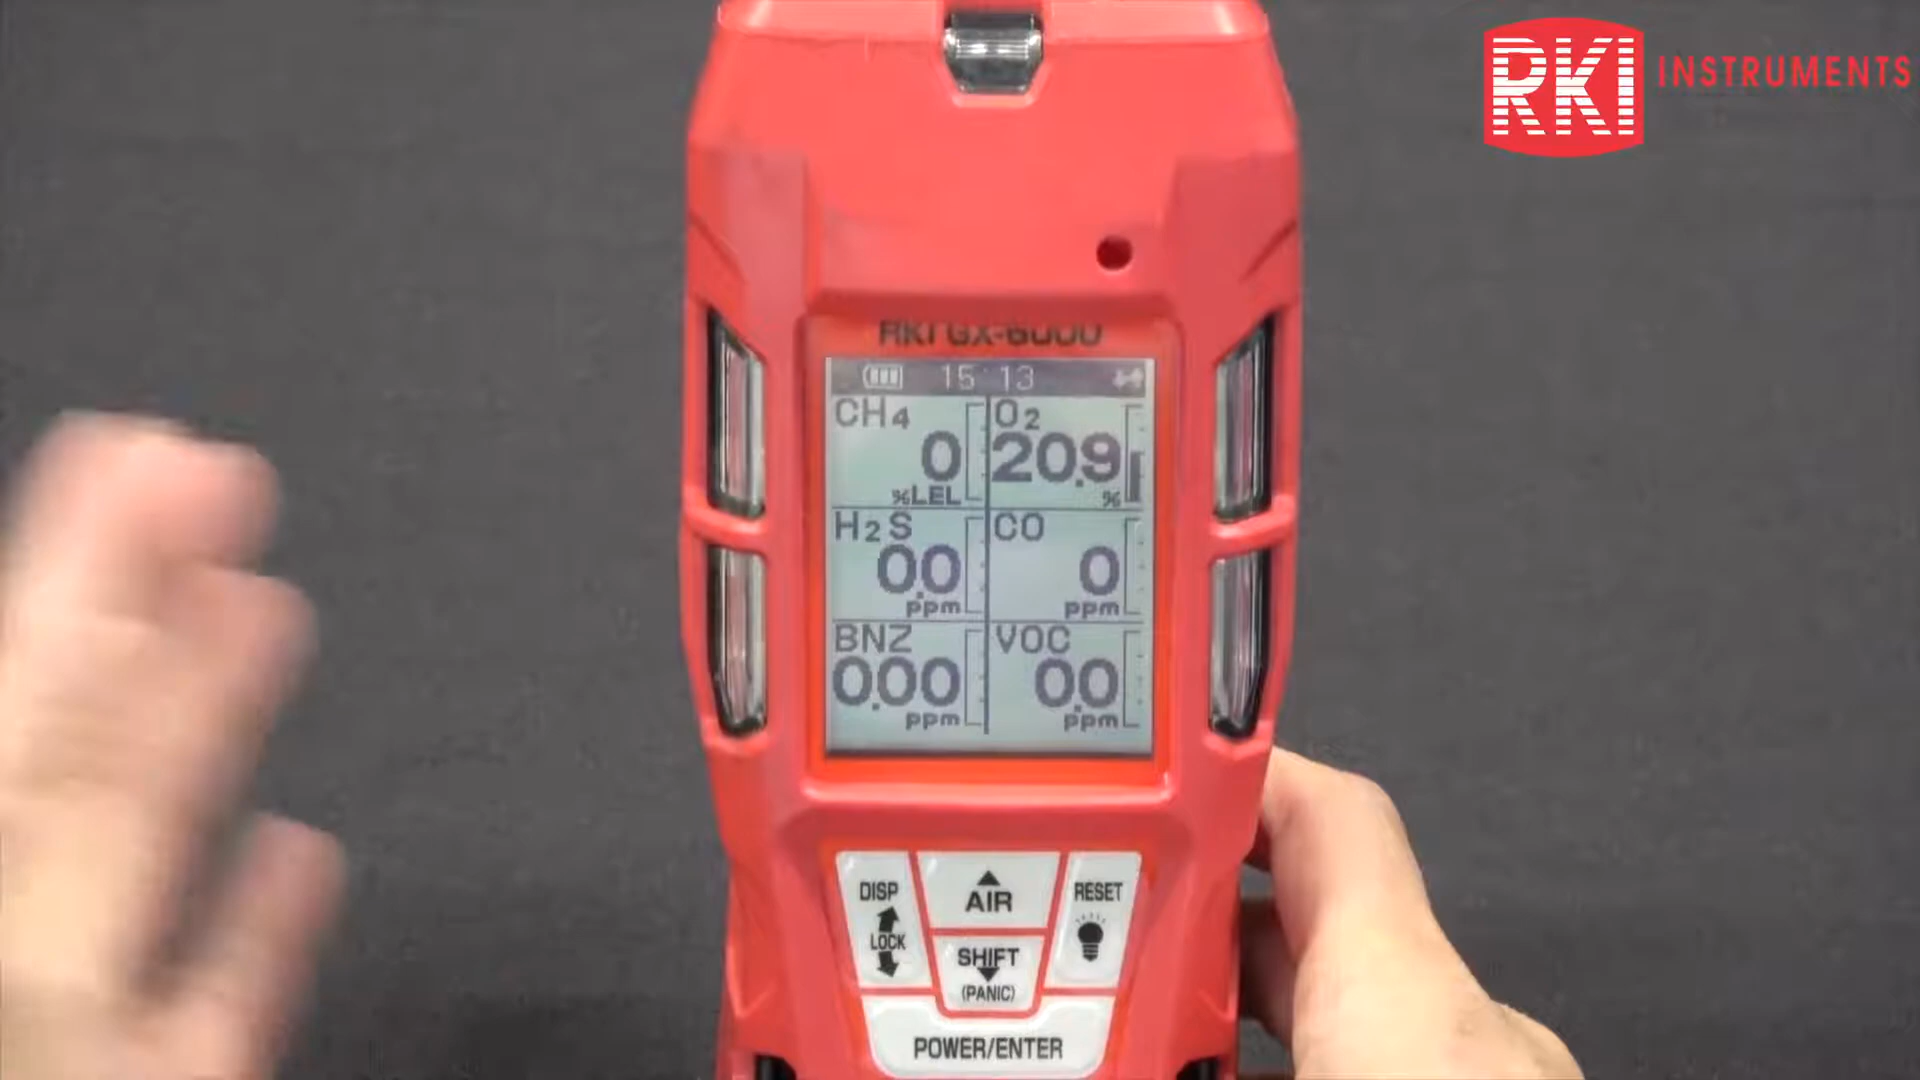 RKI INSTRUMENTS
RKI GX-6000
15:13
CH4 O2
0 20.9
%LEL %
H2S CO
0.0 0
ppm ppm
BNZ VOC
0.00 0.0
ppm ppm
DISP AIR RESET
LOCK
SHIFT
(PANIC)
POWER/ENTER